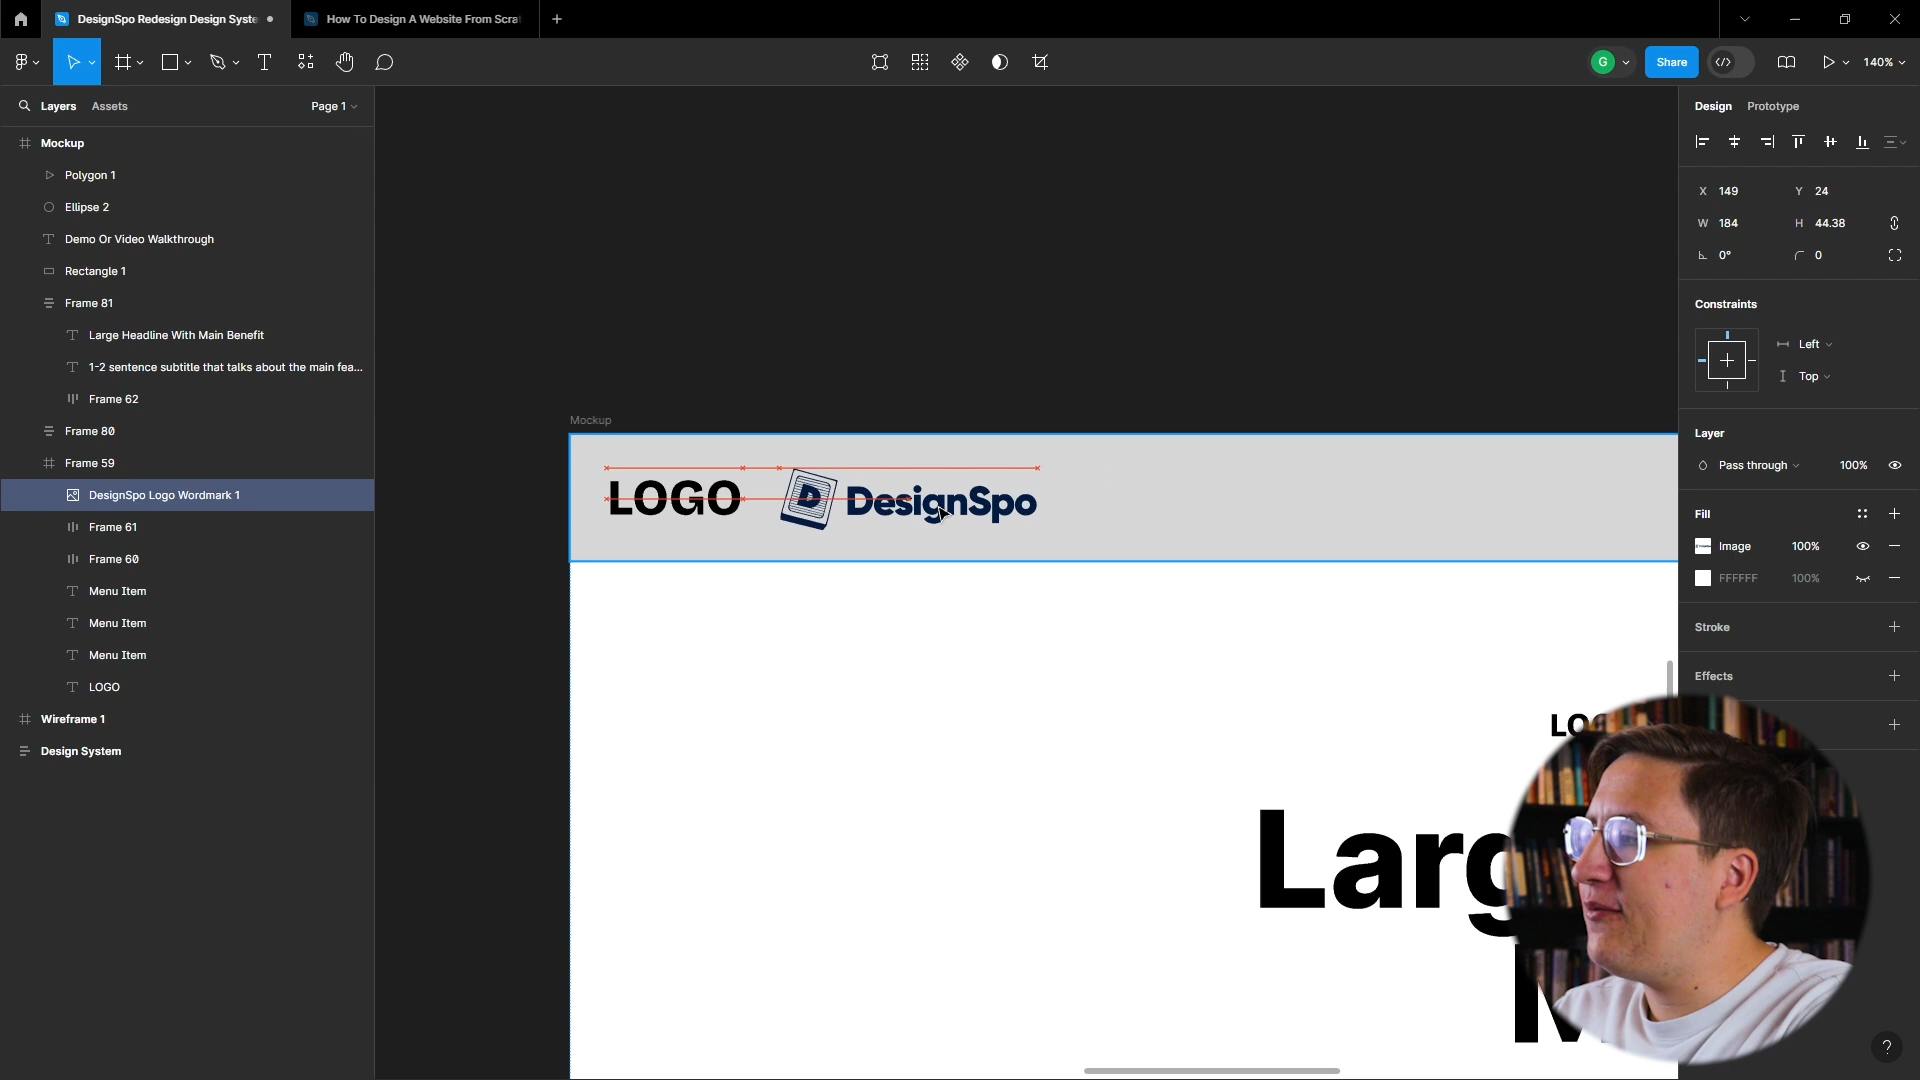 DesignSpo Redesign Design Syste
How To Design A Website From Scra
G
Share
140%
Layers
Assets
Page 1
Mockup
Polygon 1
Ellipse 2
Demo Or Video Walkthrough
Rectangle 1
Frame 81
Large Headline With Main Benefit
1-2 sentence subtitle that talks about the main fea...
Frame 62
Frame 80
Frame 59
DesignSpo Logo Wordmark 1
Frame 61
Frame 60
Menu Item
Menu Item
Menu Item
LOGO
Wireframe 1
Design System
Mockup
LOGO
D
DesignSpo
Design
Prototype
X 149
Y 24
W 184
H 44.38
0°
0
Constraints
Left
Top
Layer
Pass through
100%
Fill
Image
100%
FFFFFF
100%
Stroke
Effects
?